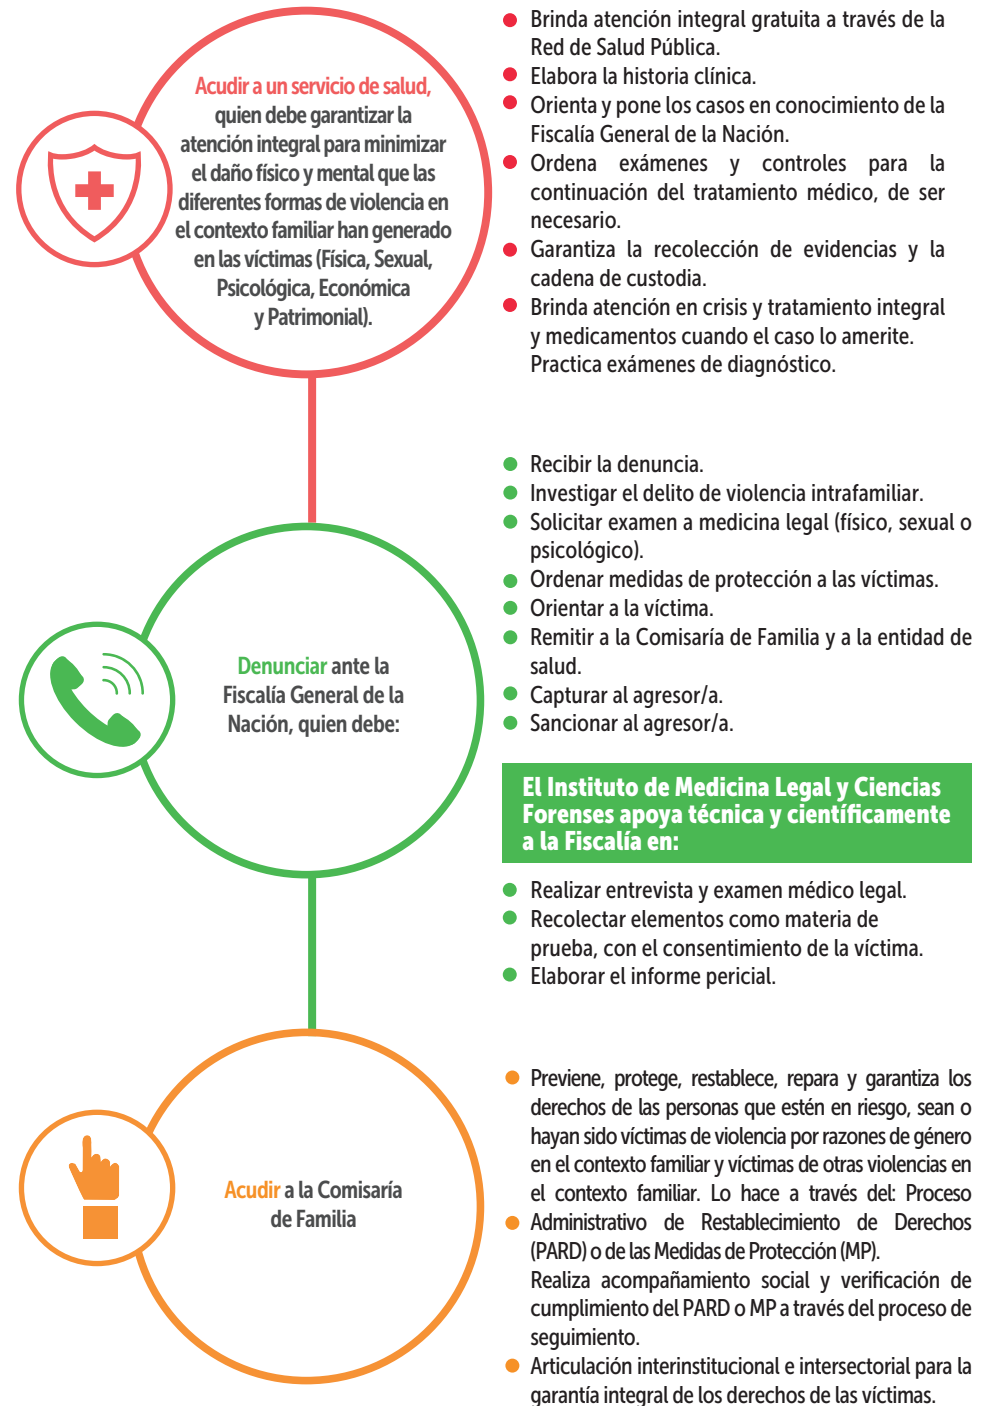 Acudir a un servicio de salud,
quien debe garantizar la
atención integral para minimizar
el daño físico y mental que las
diferentes formas de violencia en
el contexto familiar han generado
en las víctimas (Física, Sexual,
Psicológica, Económica
y Patrimonial).
Brinda atención integral gratuita a través de la
Red de Salud Pública.
Elabora la historia clínica.
Orienta y pone los casos en conocimiento de la
Fiscalía General de la Nación.
Ordena exámenes y controles para la
continuación del tratamiento médico, de ser
necesario.
Garantiza la recolección de evidencias y la
cadena de custodia.
Brinda atención en crisis y tratamiento integral
y medicamentos cuando el caso lo amerite.
Practica exámenes de diagnóstico.
Denunciar ante la
Fiscalía General de la
Nación, quien debe:
Recibir la denuncia.
Investigar el delito de violencia intrafamiliar.
Solicitar examen a medicina legal (físico, sexual o
psicológico).
Ordenar medidas de protección a las víctimas.
Orientar a la víctima.
Remitir a la Comisaría de Familia y a la entidad de
salud.
Capturar al agresor/a.
Sancionar al agresor/a.
El Instituto de Medicina Legal y Ciencias
Forenses apoya técnica y científicamente
a la Fiscalía en:
Realizar entrevista y examen médico legal.
Recolectar elementos como materia de
prueba, con el consentimiento de la víctima.
Elaborar el informe pericial.
Acudir a la Comisaría
de Familia
Previene, protege, restablece, repara y garantiza los
derechos de las personas que estén en riesgo, sean o
hayan sido víctimas de violencia por razones de género
en el contexto familiar y víctimas de otras violencias en
el contexto familiar. Lo hace a través del: Proceso
Administrativo de Restablecimiento de Derechos
(PARD) o de las Medidas de Protección (MP).
Realiza acompañamiento social y verificación de
cumplimiento del PARD o MP a través del proceso de
seguimiento.
Articulación interinstitucional e intersectorial para la
garantía integral de los derechos de las víctimas.